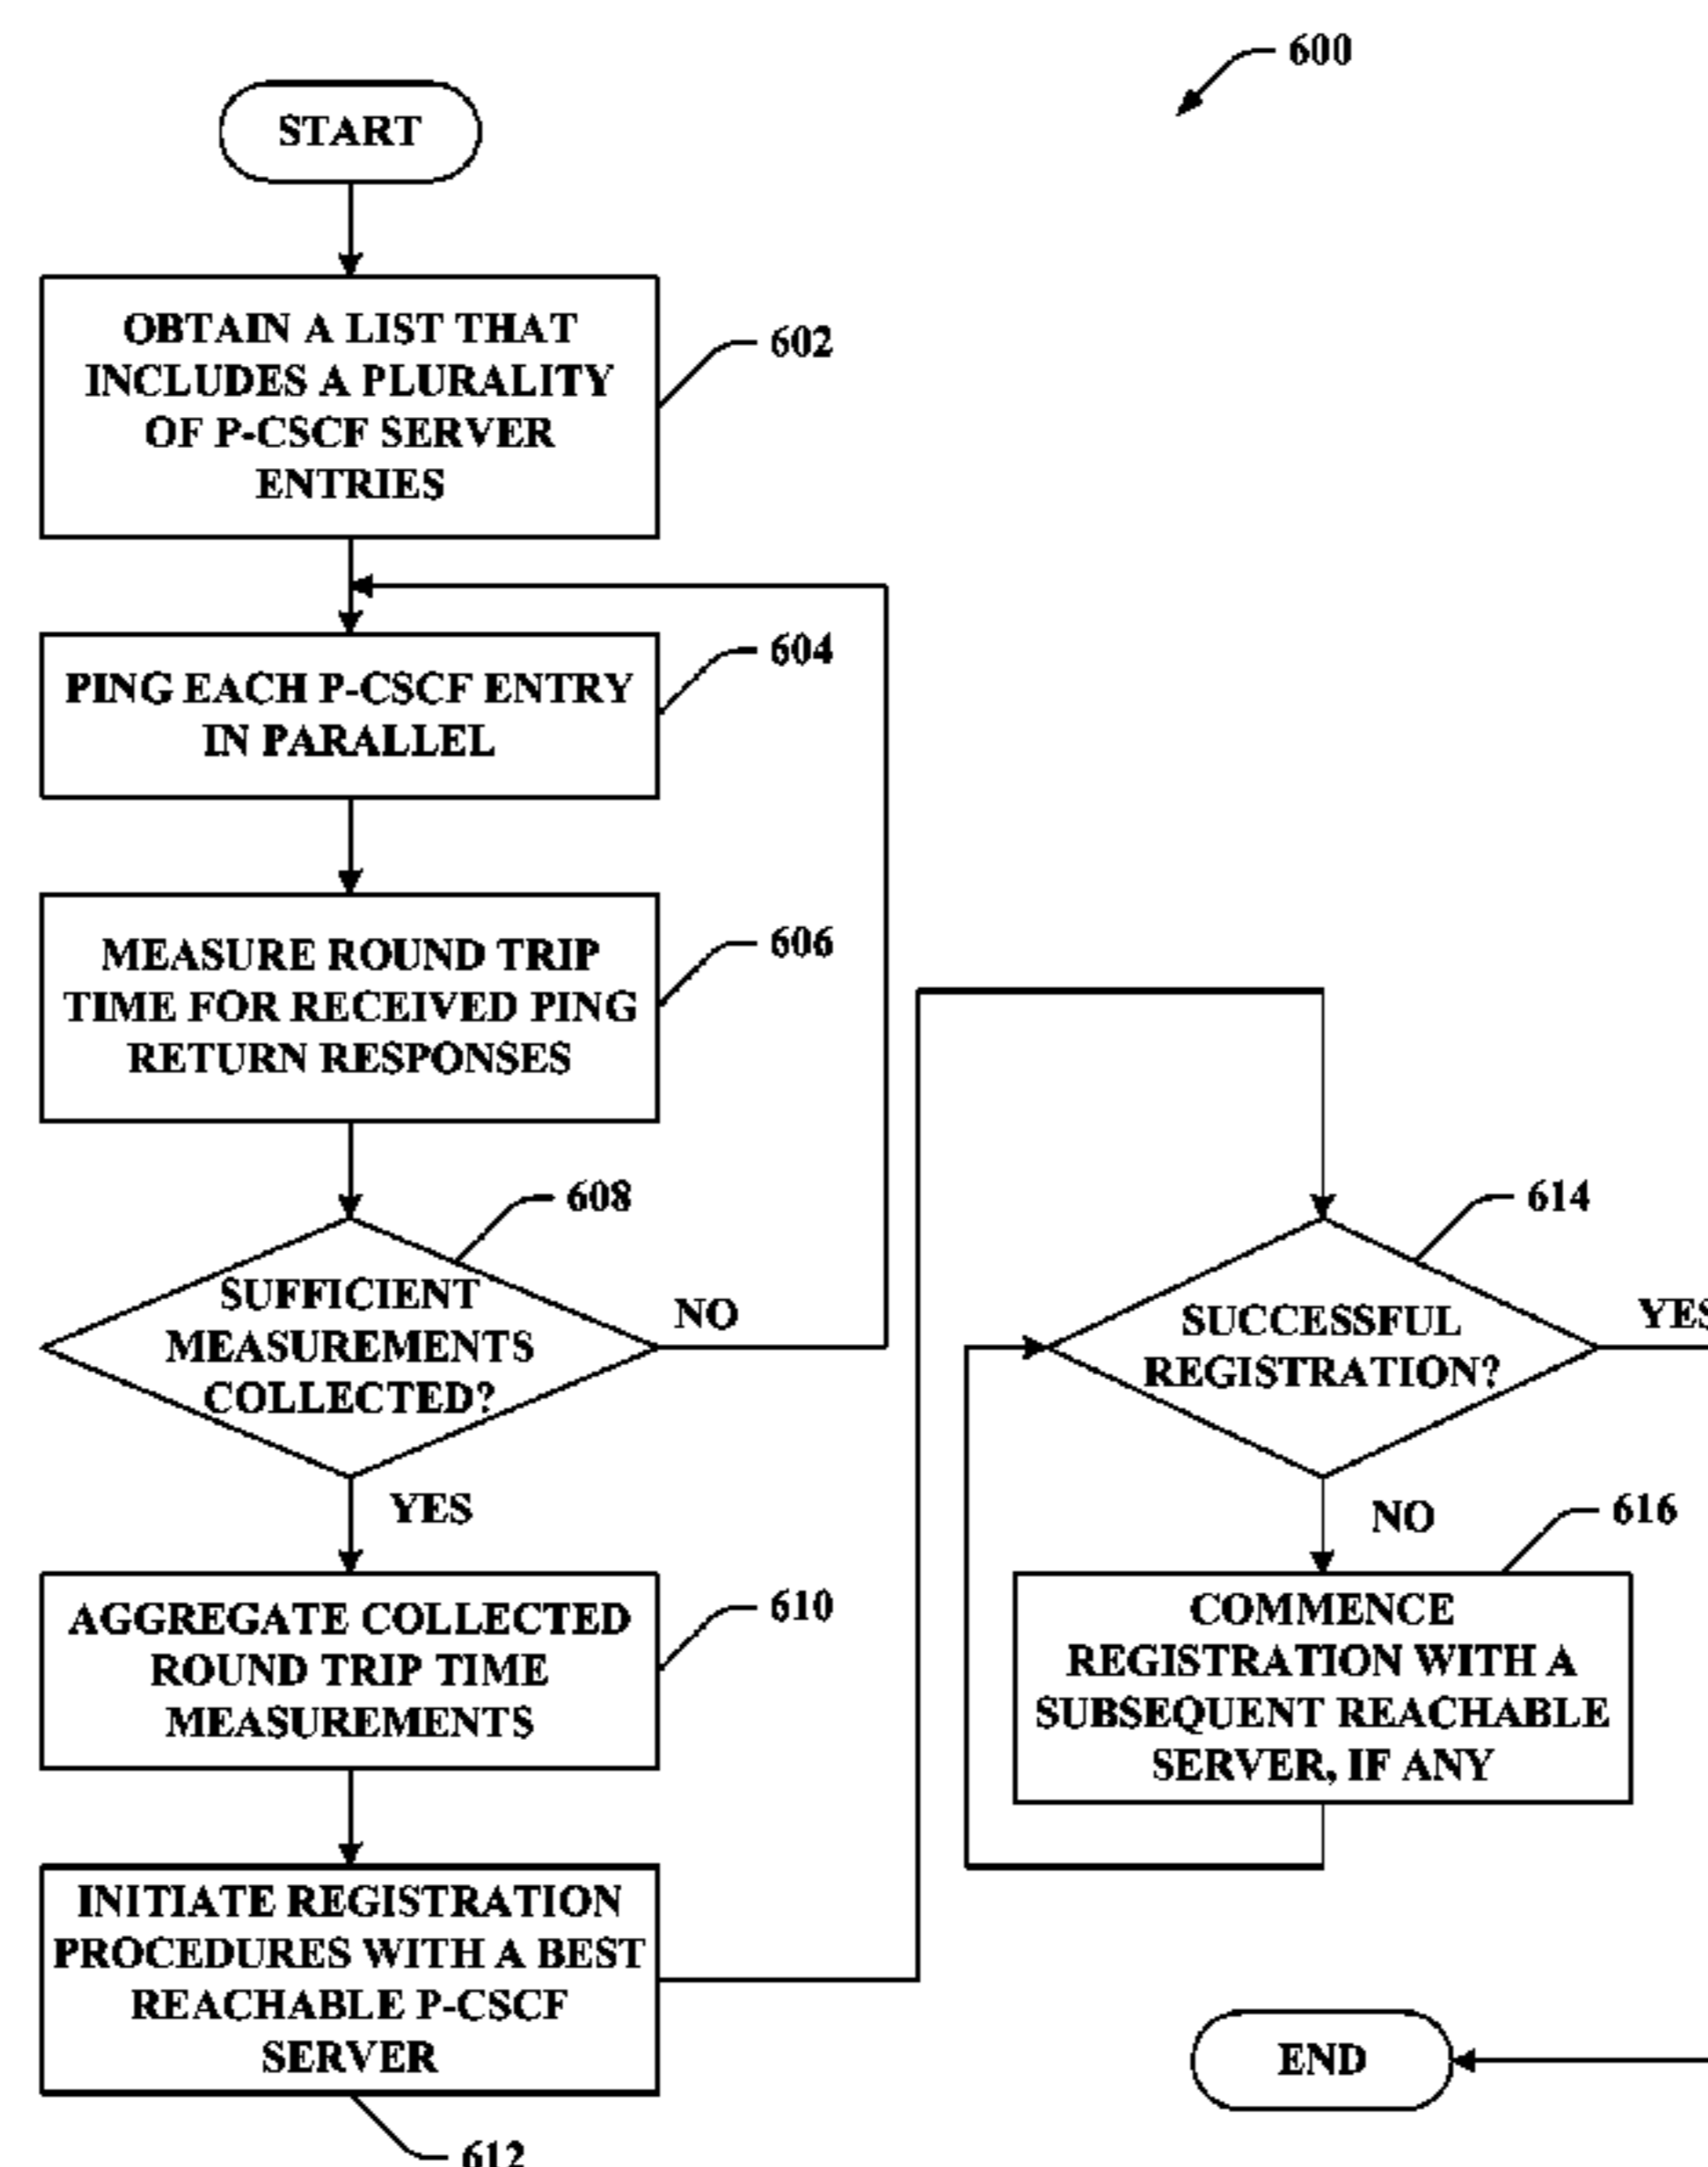 600
START
OBTAIN A LIST THAT
INCLUDES A PLURALITY
OF P-CSCF SERVER
ENTRIES
602
PING EACH P-CSCF ENTRY
IN PARALLEL
604
MEASURE ROUND TRIP
TIME FOR RECEIVED PING
RETURN RESPONSES
606
SUFFICIENT
MEASUREMENTS
COLLECTED?
608
NO
YES
AGGREGATE COLLECTED
ROUND TRIP TIME
MEASUREMENTS
610
INITIATE REGISTRATION
PROCEDURES WITH A BEST
REACHABLE P-CSCF
SERVER
612
SUCCESSFUL
REGISTRATION?
614
YES
NO
COMMENCE
REGISTRATION WITH A
SUBSEQUENT REACHABLE
SERVER, IF ANY
616
END